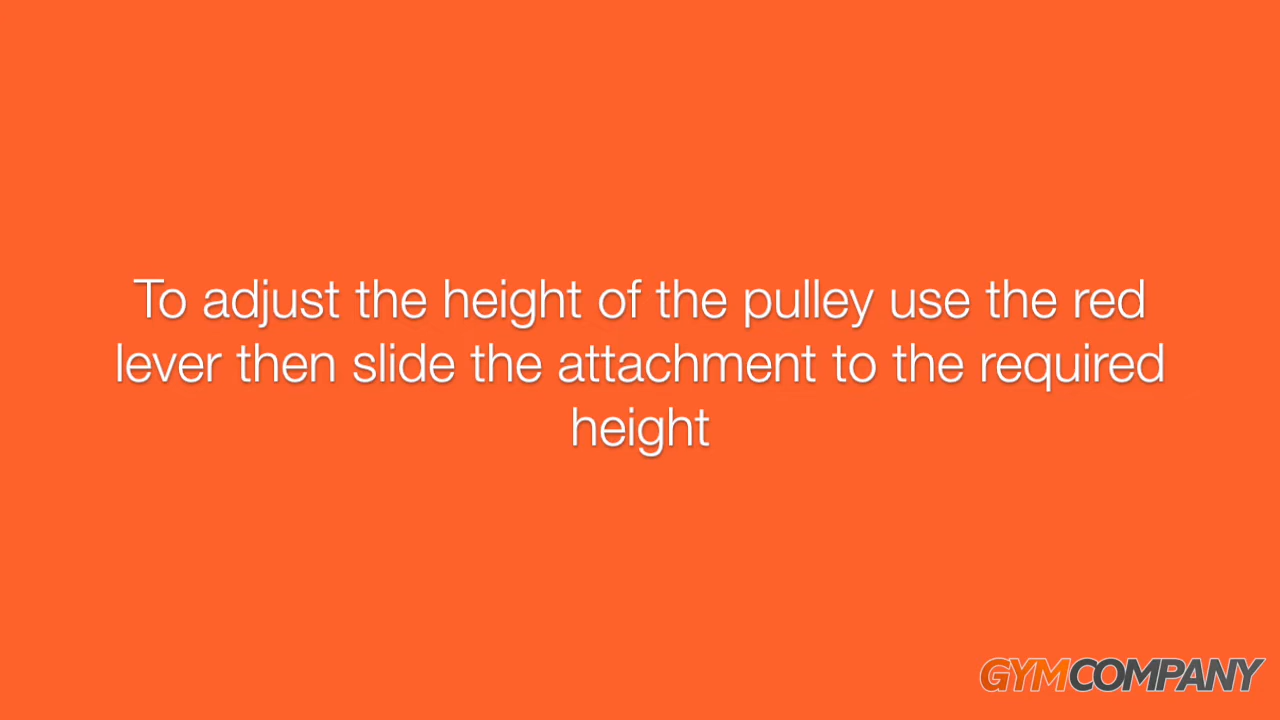 To adjust the height of the pulley use the red
lever then slide the attachment to the required
height
GYMCOMPANY